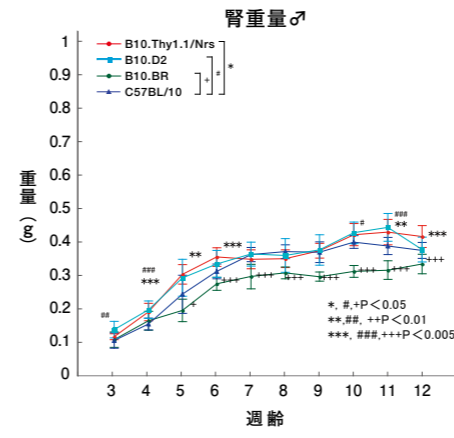 腎重量♂
B10.Thy1.1/Nrs
B10.D2
B10.BR
C57BL/10
+
#
*
重量（g）
1
0.9
0.8
0.7
0.6
0.5
0.4
0.3
0.2
0.1
0
##
###
***
**
+
***
+++
+++
+++
+++
#
+++
###
**
+++
***
+++
*, #,+P＜0.05
**,##, ++P＜0.01
***, ###,+++P＜0.005
3 4 5 6 7 8 9 10 11 12
週齢